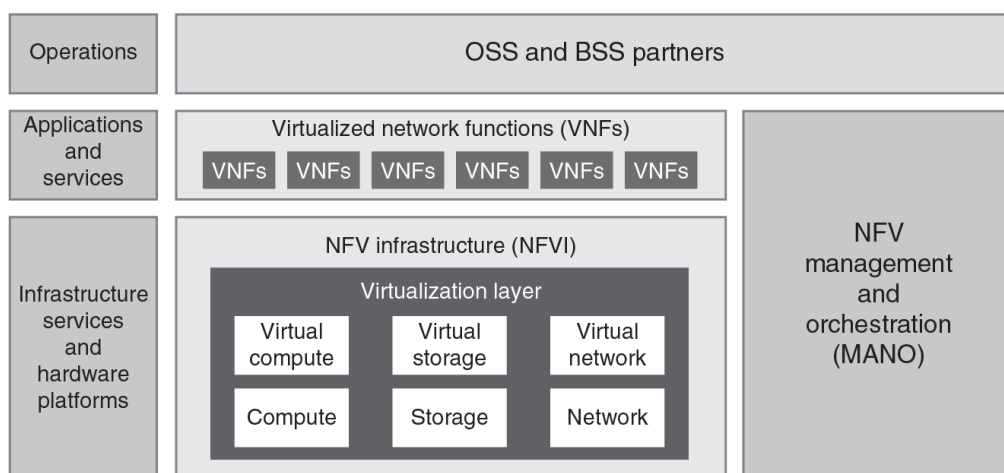 Operations
OSS and BSS partners
Applications
and
services
Virtualized network functions (VNFs)
VNFs VNFs VNFs VNFs VNFs VNFs
Infrastructure
services
and
hardware
platforms
NFV infrastructure (NFVI)
Virtualization layer
Virtual
compute
Virtual
storage
Virtual
network
Compute
Storage
Network
NFV
management
and
orchestration
(MANO)